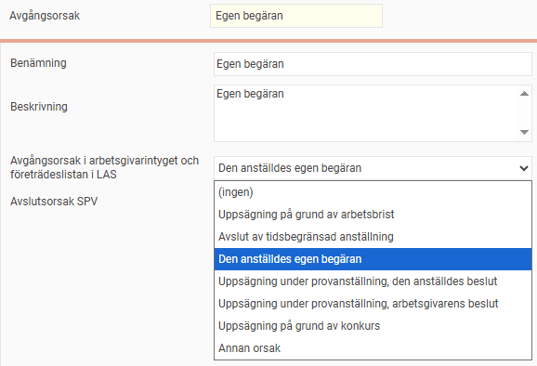 Avgångsorsak
Egen begäran
Benämning
Egen begäran
Beskrivning
Egen begäran
Avgångsorsak i arbetsgivarintyget och
företrädeslistan i LAS
Den anställdes egen begäran
Avslutsorsak SPV
(ingen)
Uppsägning på grund av arbetsbrist
Avslut av tidsbegränsad anställning
Den anställdes egen begäran
Uppsägning under provanställning, den anställdes beslut
Uppsägning under provanställning, arbetsgivarens beslut
Uppsägning på grund av konkurs
Annan orsak